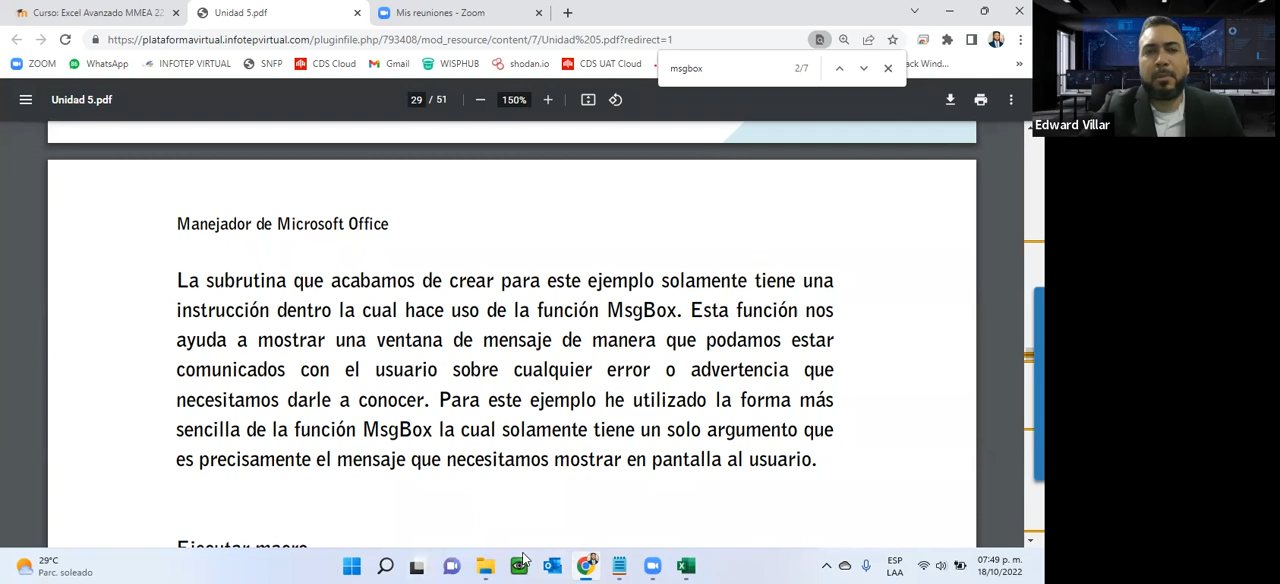 Curso: Excel Avanzado MMEA 22
Unidad 5.pdf
Mis reuniones - Zoom
https://plataformavirtual.infotepvirtual.com/pluginfile.php/793408/mod_resource/content/7/Unidad%205.pdf?redirect=1
ZOOM WhatsApp INFOTEP VIRTUAL SNFP CDS Cloud Gmail WISPHUB shodan.io CDS UAT Cloud
msgbox 2/7
Unidad 5.pdf 29 / 51 150%
Edward Villar
Manejador de Microsoft Office
La subrutina que acabamos de crear para este ejemplo solamente tiene una
instrucción dentro la cual hace uso de la función MsgBox. Esta función nos
ayuda a mostrar una ventana de mensaje de manera que podamos estar
comunicados con el usuario sobre cualquier error o advertencia que
necesitamos darle a conocer. Para este ejemplo he utilizado la forma más
sencilla de la función MsgBox la cual solamente tiene un solo argumento que
es precisamente el mensaje que necesitamos mostrar en pantalla al usuario.
Ejecutar macro
29°C
Parc. soleado
ESP
LAA
07:49 p. m.
18/10/2022